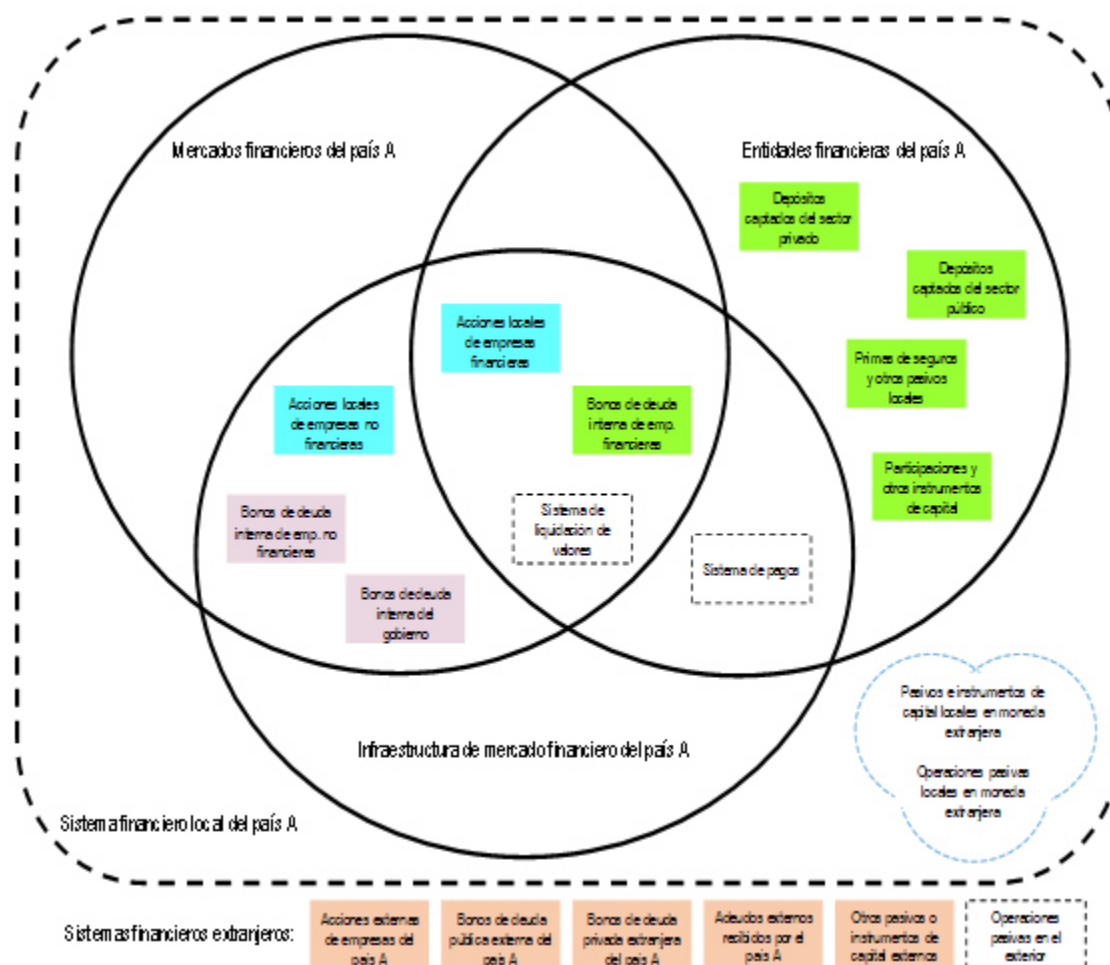 Mercados financieros del país A
Entidades financieras del país A
Depósitos
captados del sector
privado
Depósitos
captados del sector
público
Acciones locales
de empresas
financieras
Primas de seguros
y otros pasivos
locales
Acciones locales
de empresas no
financieras
Bonos de deuda
interna de emp.
financieras
Participaciones y
otros instrumentos
de capital
Bonos de deuda
interna de emp. no
financieras
Sistema de
liquidación de
valores
Sistema de pagos
Bonos de deuda
interna del
gobierno
Pasivos e instrumentos de
capital locales en moneda
extranjera
Operaciones pasivas
locales en moneda
extranjera
Infraestructura de mercado financiero del país A
Sistema financiero local del país A
Sistemas financieros extranjeros:
Acciones externas
de empresas del
país A
Bonos de deuda
pública externa del
país A
Bonos de deuda
privada extranjera
del país A
Adeudos externos
recibidos por el
país A
Otros pasivos o
instrumentos de
capital externos
Operaciones
pasivas en el
exterior